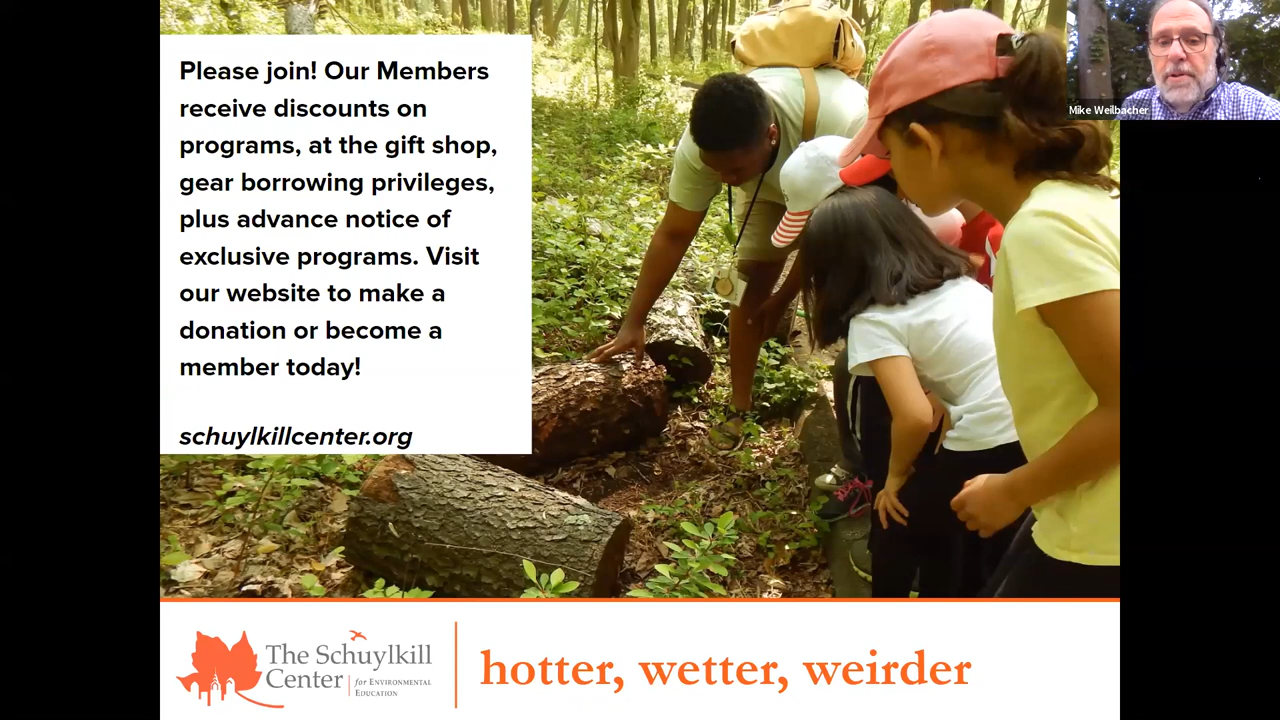 Please join! Our Members
receive discounts on
programs, at the gift shop,
gear borrowing privileges,
plus advance notice of
exclusive programs. Visit
our website to make a
donation or become a
member today!
schuylkillcenter.org
Mike Weilbacher
The Schuylkill
Center
for Environmental
Education
hotter, wetter, weirder